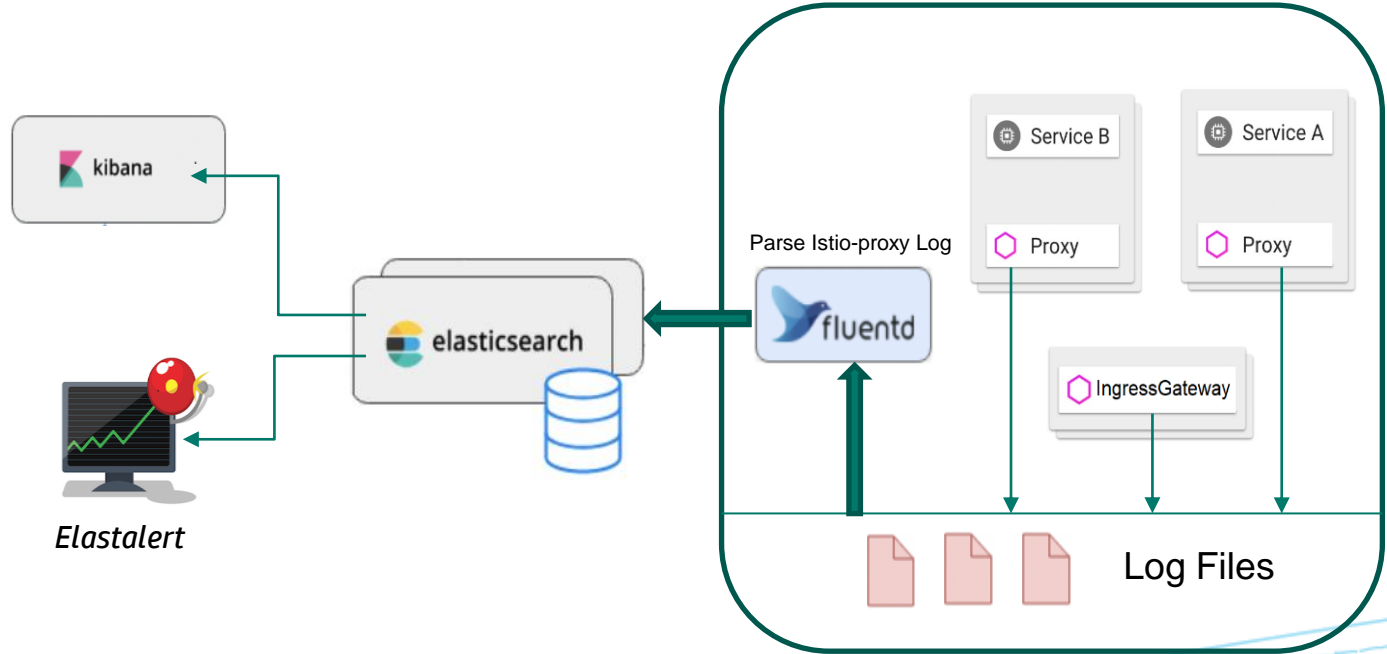 kibana
Elastalert
elasticsearch
Parse Istio-proxy Log
fluentd
Service B
Proxy
Service A
Proxy
IngressGateway
Log Files